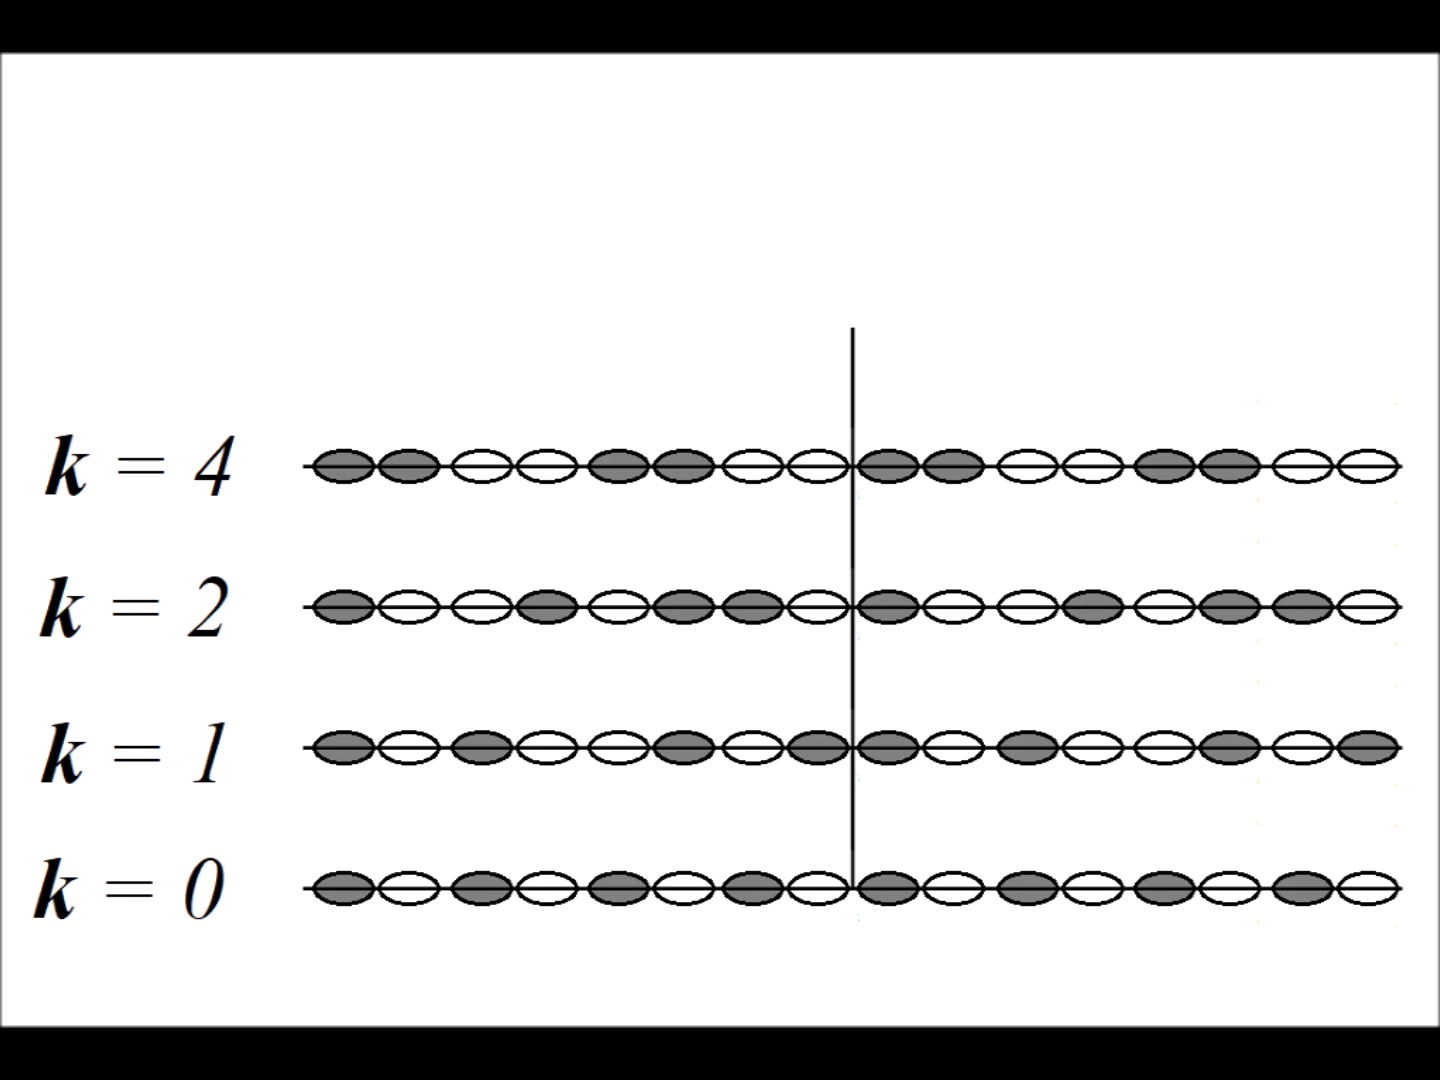 k = 4
k = 2
k = 1
k = 0